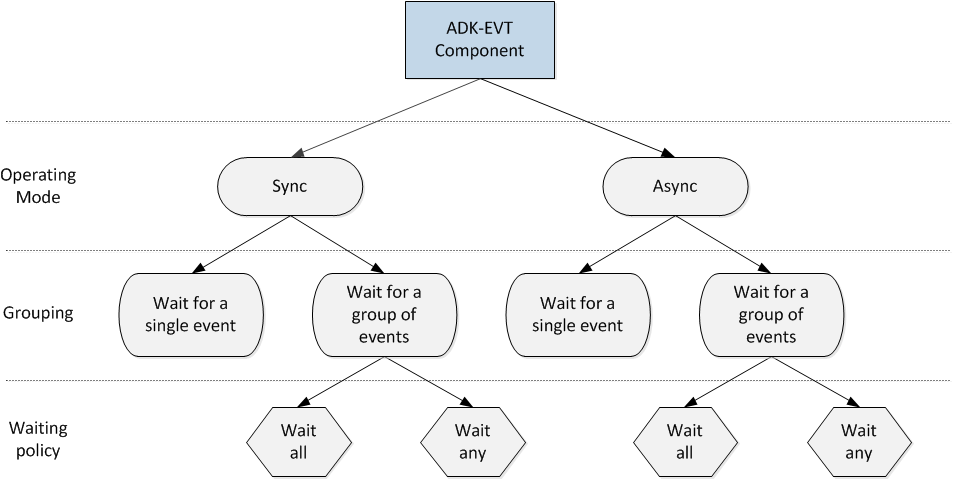 ADK-EVT
Component
Operating
Mode
Sync
Async
Grouping
Wait for a
single event
Wait for a
group of
events
Wait for a
single event
Wait for a
group of
events
Waiting
policy
Wait
all
Wait
any
Wait
all
Wait
any